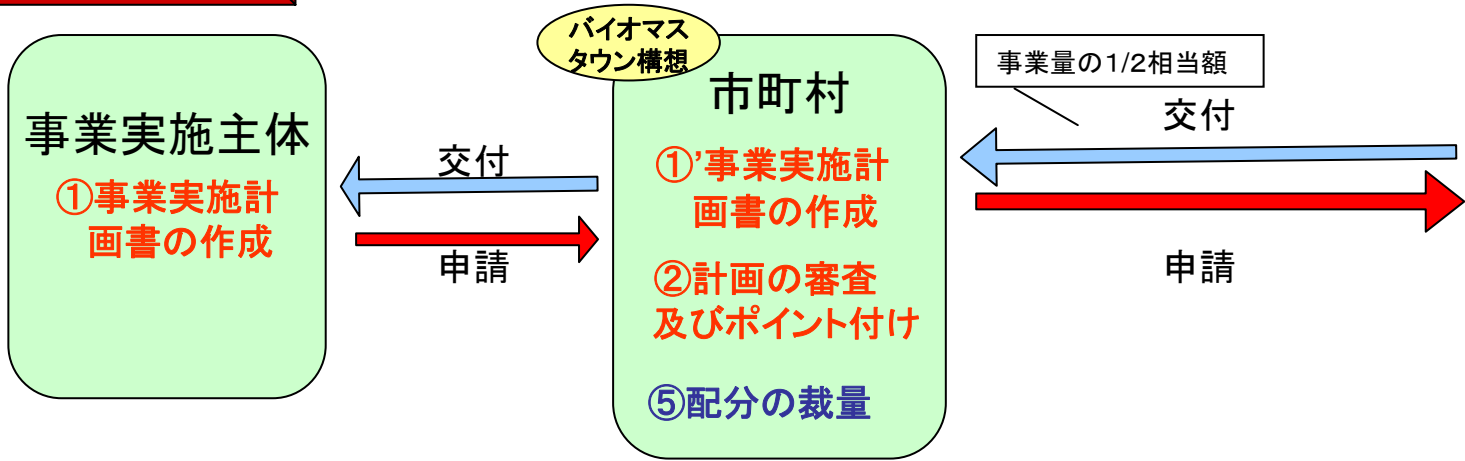 事業実施主体
①事業実施計
画書の作成
交付
申請
バイオマス
タウン構想
市町村
①’事業実施計
画書の作成
②計画の審査
及びポイント付け
⑤配分の裁量
事業量の1/2相当額
交付
申請